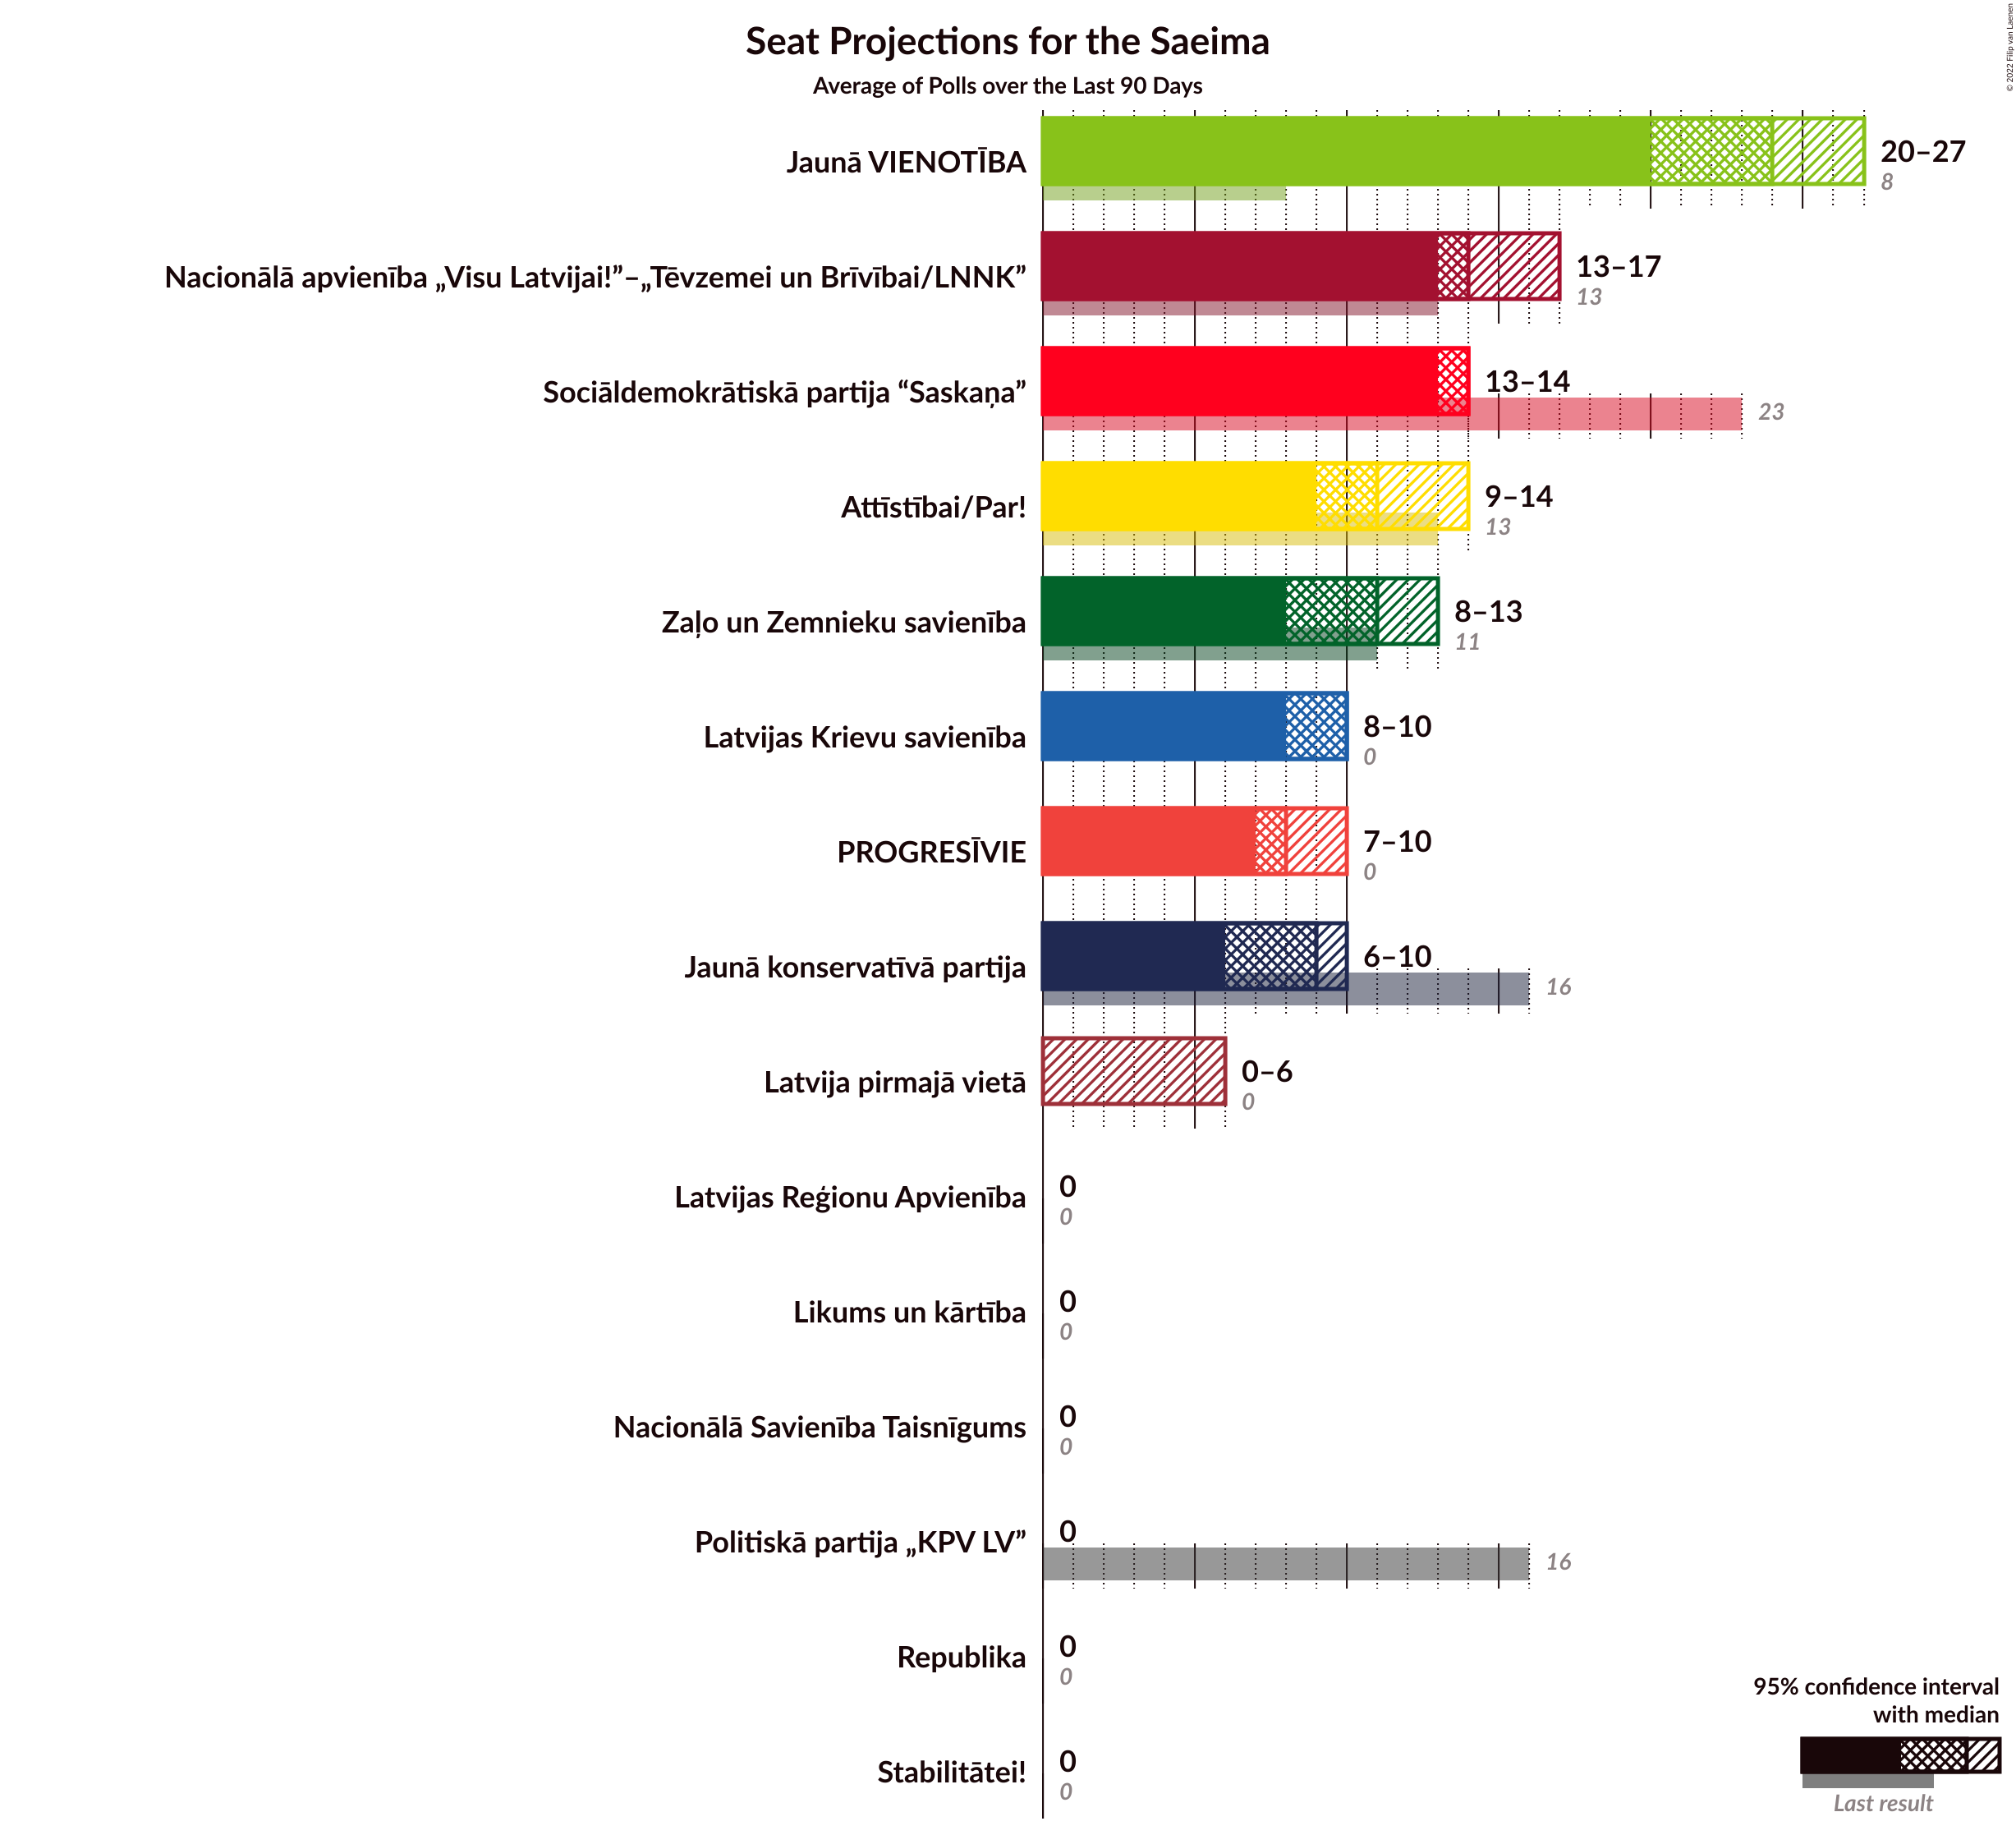 Seat Projections for the Saeima
Average of Polls over the Last 90 Days
© 2022 Filip van Laenen
Jaunā VIENOTĪBA
20–27
8
Nacionālā apvienība „Visu Latvijai!”–„Tēvzemei un Brīvībai/LNNK”
13–17
13
Sociāldemokrātiskā partija “Saskaņa”
13–14
23
Attīstībai/Par!
9–14
13
Zaļo un Zemnieku savienība
8–13
11
Latvijas Krievu savienība
8–10
0
PROGRESĪVIE
7–10
0
Jaunā konservatīvā partija
6–10
16
Latvija pirmajā vietā
0–6
0
Latvijas Reģionu Apvienība
0
0
Likums un kārtība
0
0
Nacionālā Savienība Taisnīgums
0
0
Politiskā partija „KPV LV”
0
16
Republika
0
0
Stabilitātei!
0
0
95% confidence interval
with median
Last result